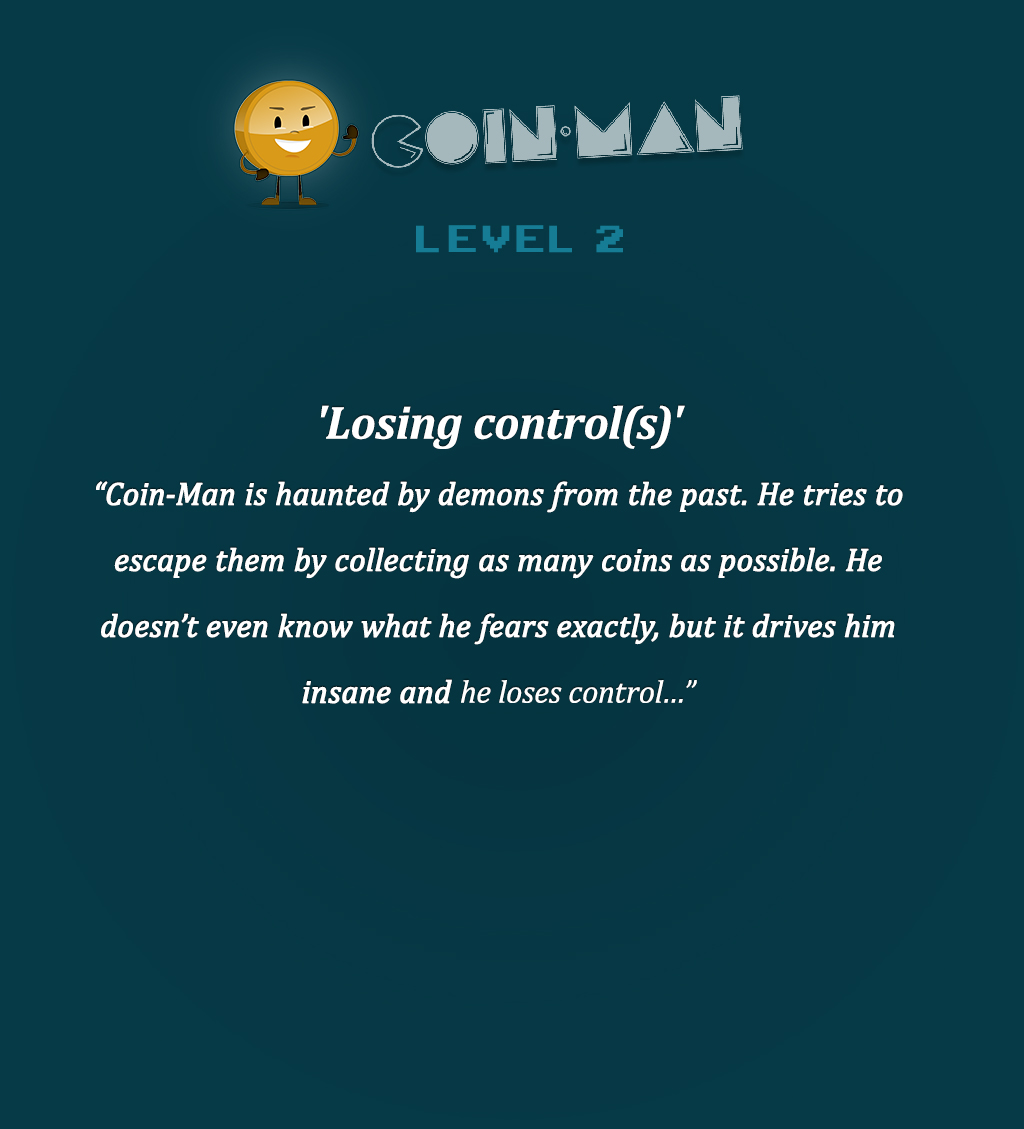 COIN·MAN
LEVEL 2
'Losing control(s)'
“Coin-Man is haunted by demons from the past. He tries to
escape them by collecting as many coins as possible. He
doesn’t even know what he fears exactly, but it drives him
insane and he loses control...”